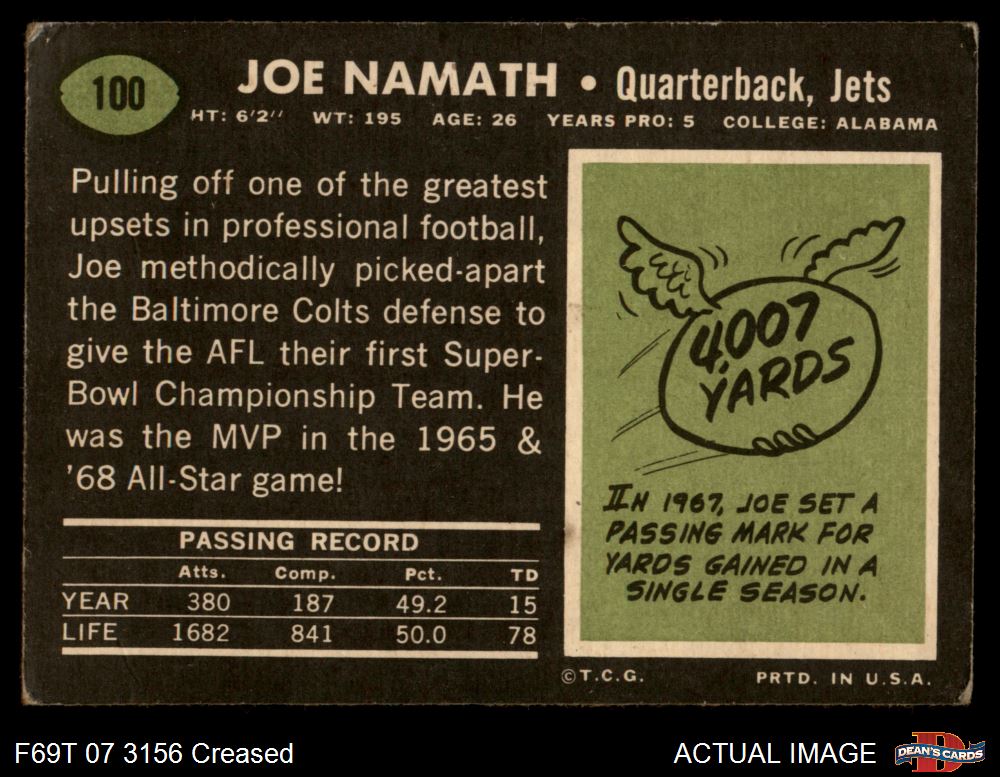 100
JOE NAMATH • Quarterback, Jets
HT: 6'2'' WT: 195 AGE: 26 YEARS PRO: 5 COLLEGE: ALABAMA
Pulling off one of the greatest
upsets in professional football,
Joe methodically picked-apart
the Baltimore Colts defense to
give the AFL their first Super-
Bowl Championship Team. He
was the MVP in the 1965 &
'68 All-Star game!
PASSING RECORD
Atts. Comp. Pct. TD
YEAR 380 187 49.2 15
LIFE 1682 841 50.0 78
4,007
YARDS
IN 1967, JOE SET A
PASSING MARK FOR
YARDS GAINED IN A
SINGLE SEASON.
©T.C.G. PRTD. IN U.S.A.
F69T 07 3156 Creased
ACTUAL IMAGE
DEAN'S CARDS